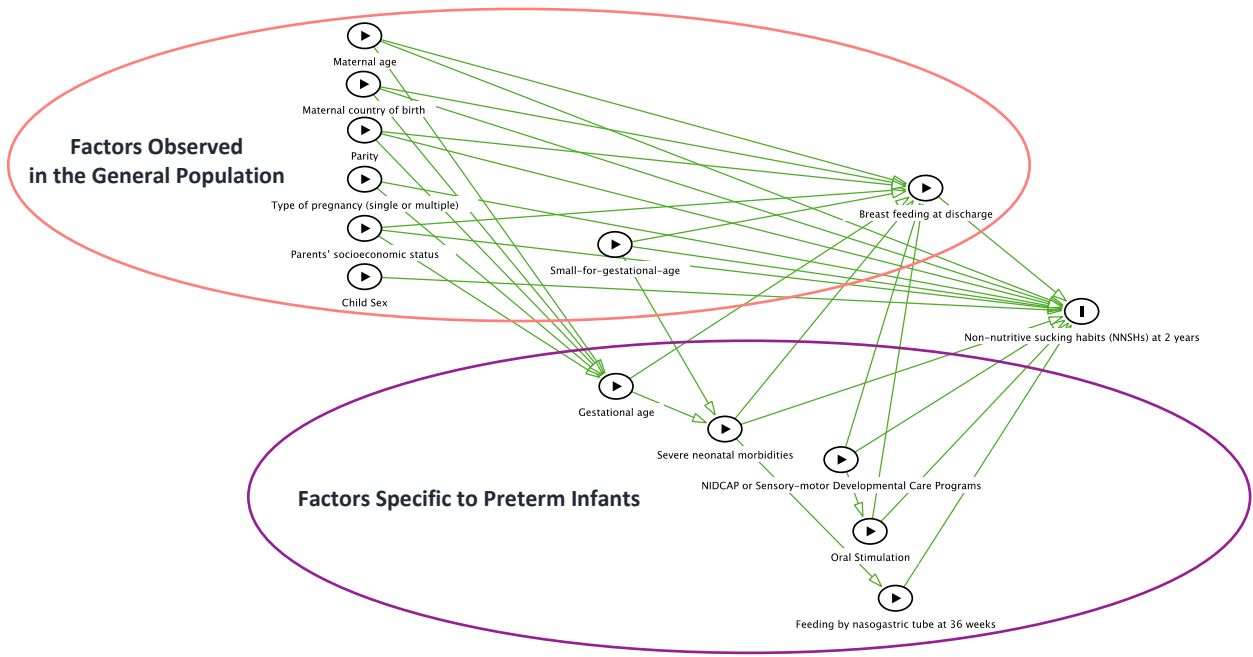 Maternal age
Maternal country of birth
Factors Observed
in the General Population
Parity
Type of pregnancy (single or multiple)
Breast feeding at discharge
Parents' socioeconomic status
Small-for-gestational-age
Child Sex
Non-nutritive sucking habits (NNSHs) at 2 years
Gestational age
Severe neonatal morbidities
NIDCAP or Sensory-motor Developmental Care Programs
Factors Specific to Preterm Infants
Oral Stimulation
Feeding by nasogastric tube at 36 weeks